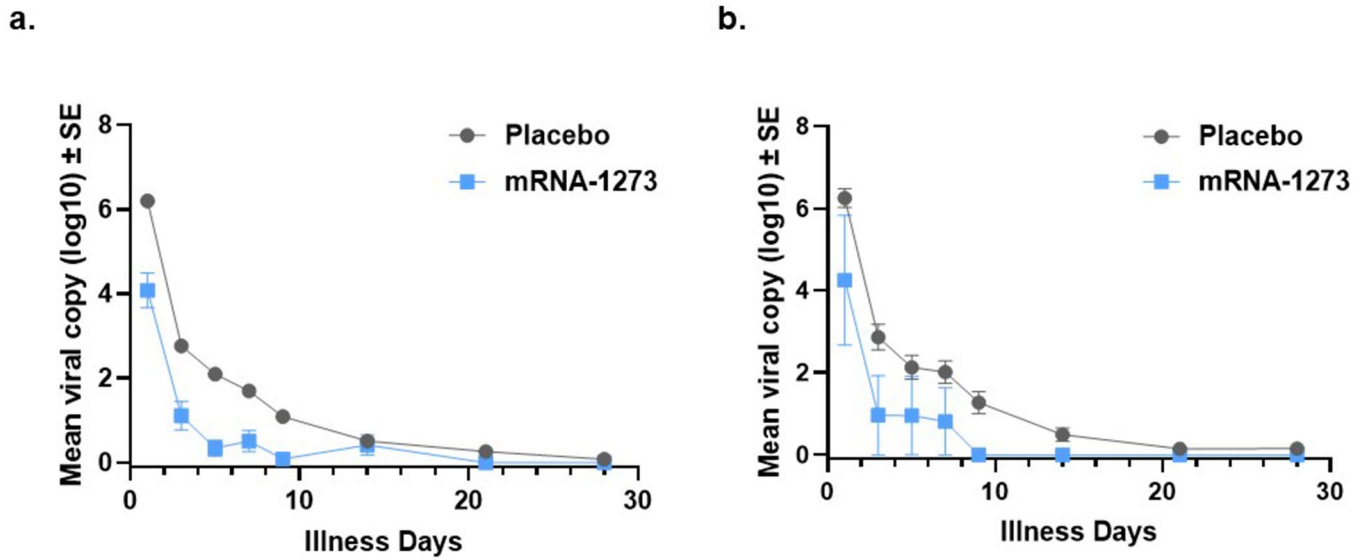 a.
Mean viral copy (log10) ± SE
8
6
4
2
0
0 10 20 30
Illness Days
Placebo
mRNA-1273
b.
Mean viral copy (log10) ± SE
8
6
4
2
0
0 10 20 30
Illness Days
Placebo
mRNA-1273